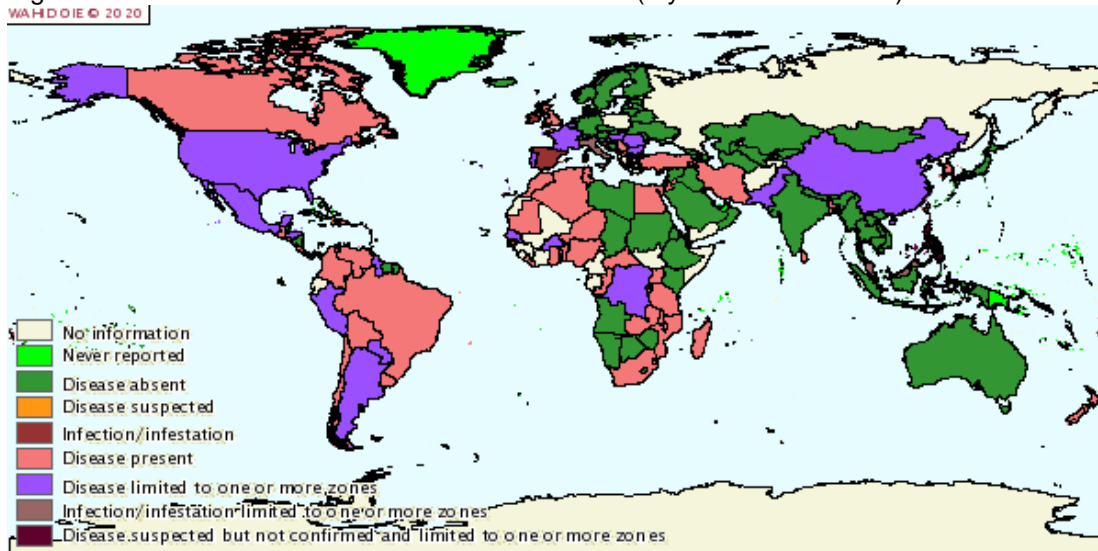 WAHID OIE © 2020
No information
Never reported
Disease absent
Disease suspected
Infection/infestation
Disease present
Disease limited to one or more zones
Infection/infestation limited to one or more zones
Disease suspected but not confirmed and limited to one or more zones